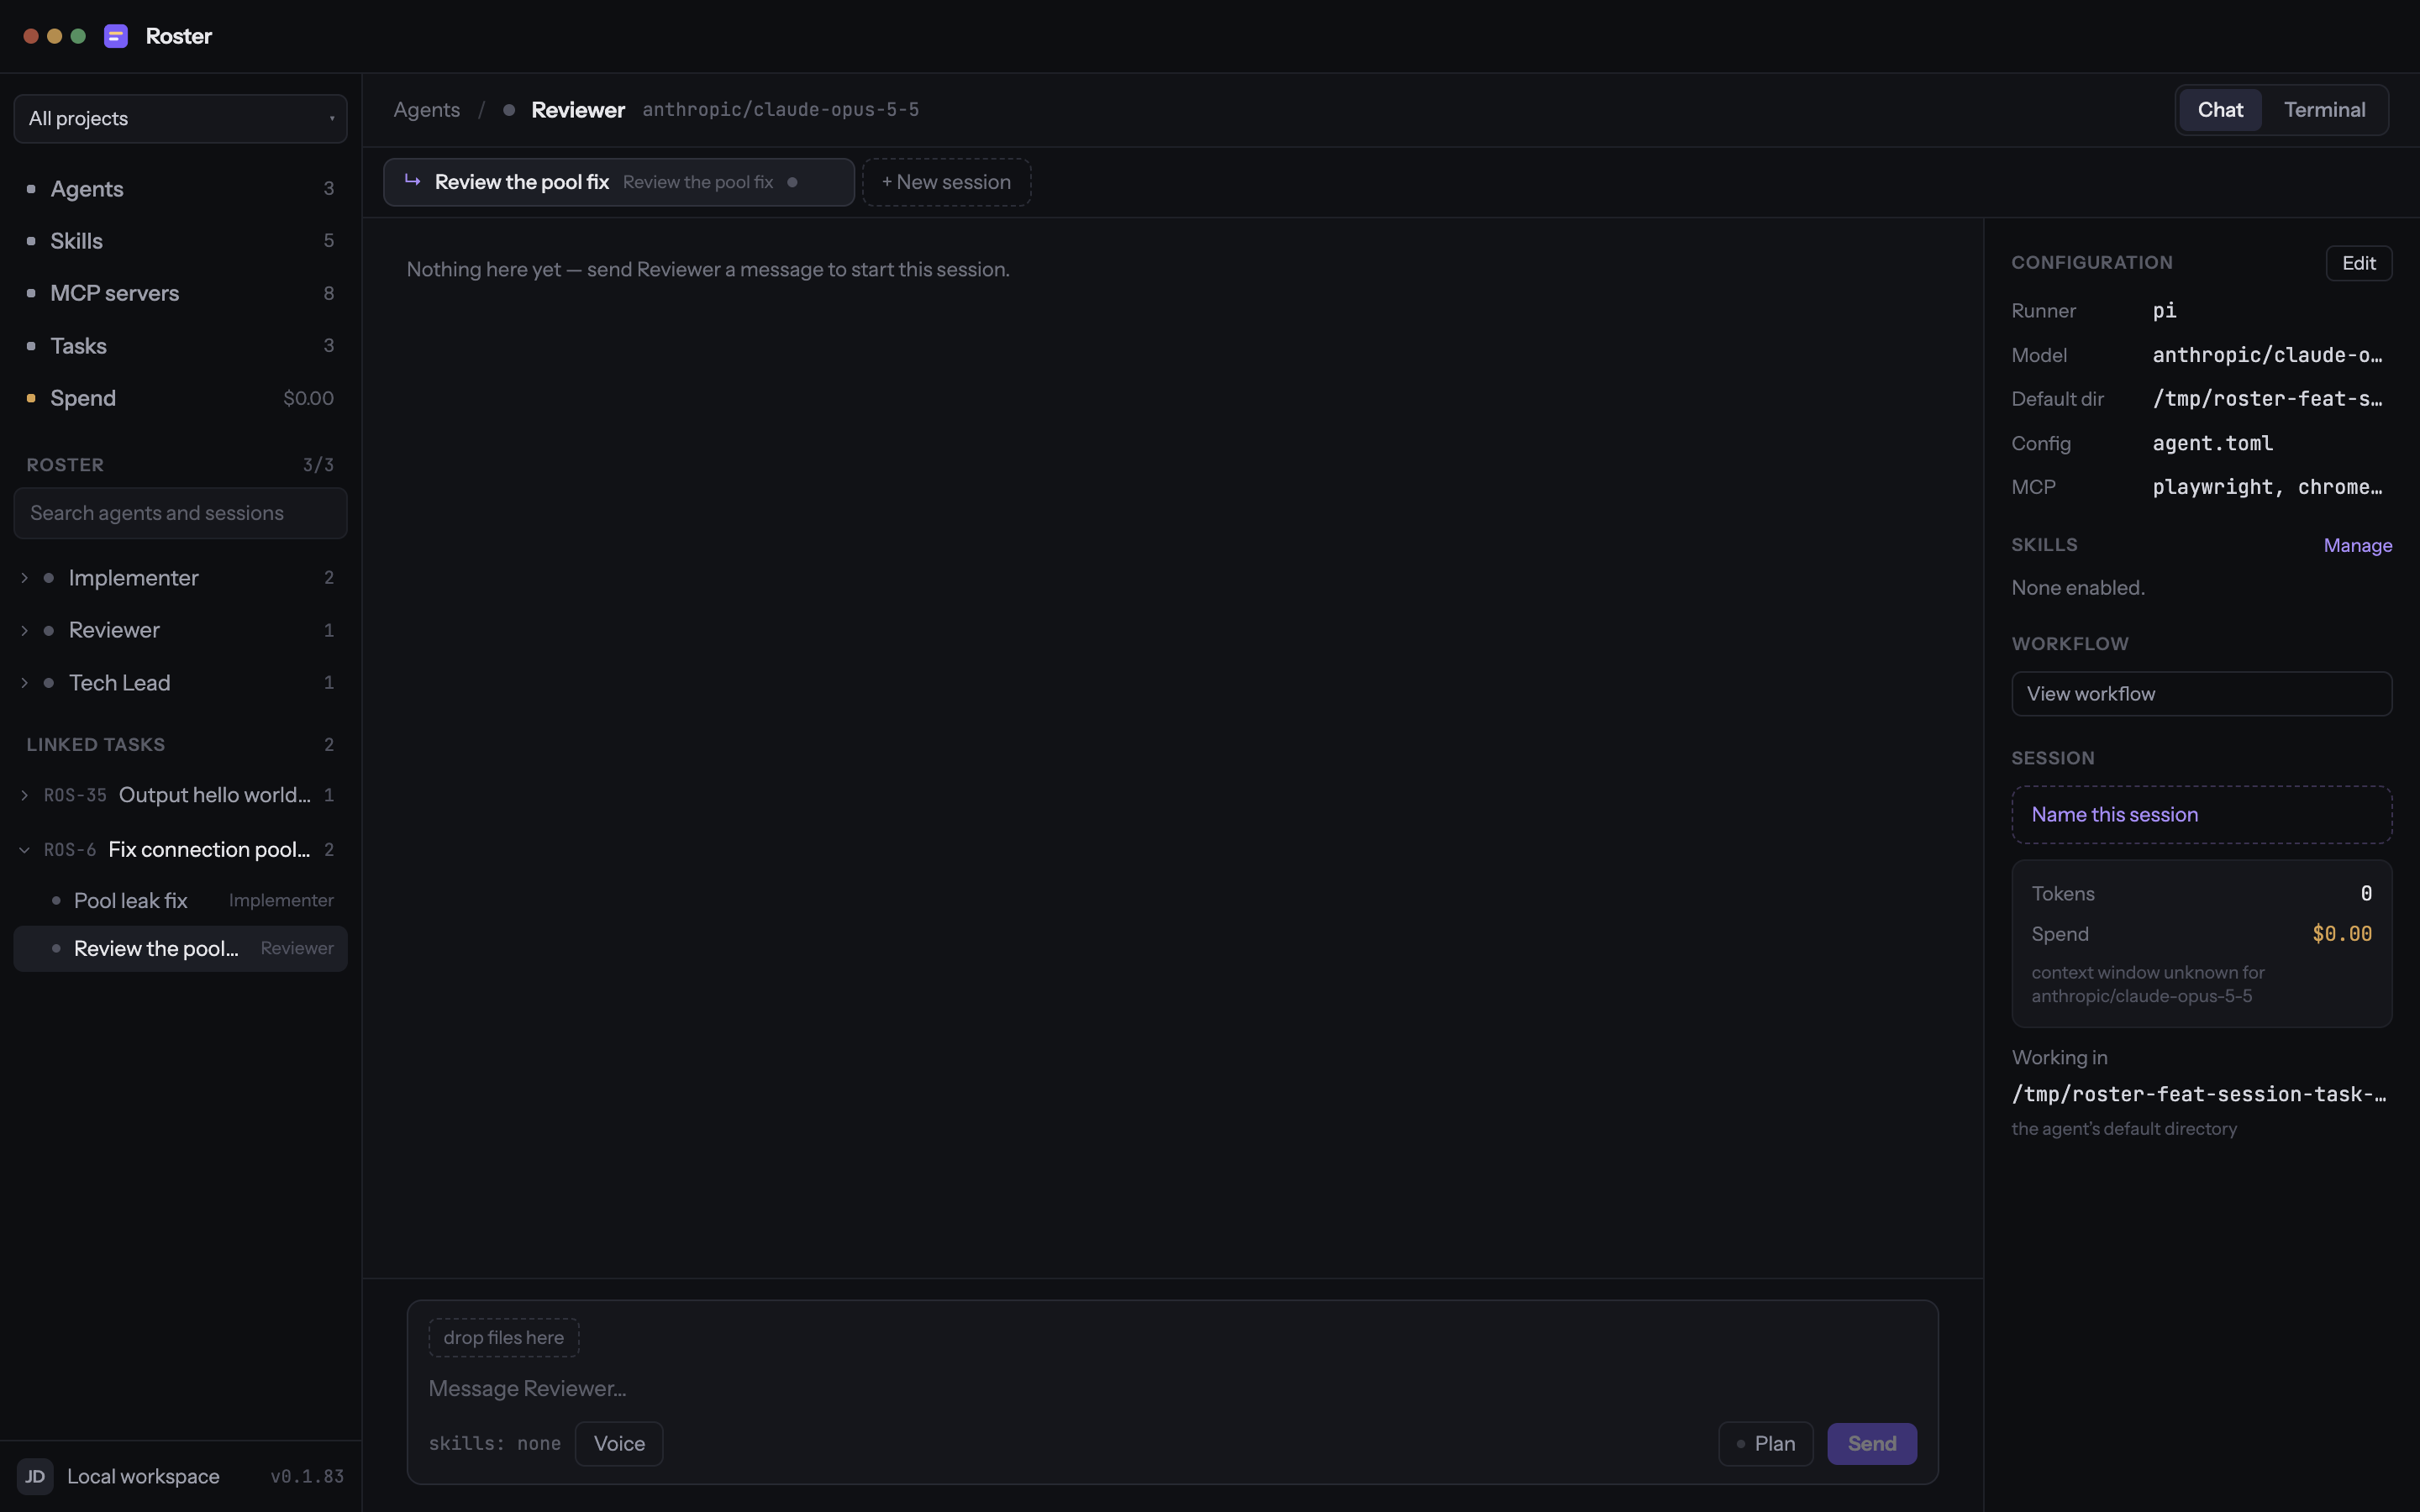 Roster
All projects
Agents 3
Skills 5
MCP servers 8
Tasks 3
Spend $0.00
ROSTER 3/3
Search agents and sessions
Implementer 2
Reviewer 1
Tech Lead 1
LINKED TASKS 2
ROS-35 Output hello world... 1
ROS-6 Fix connection pool... 2
Pool leak fix Implementer
Review the pool... Reviewer
JD Local workspace v0.1.83
Agents / Reviewer anthropic/claude-opus-5-5
Chat Terminal
Review the pool fix Review the pool fix
+ New session
Nothing here yet — send Reviewer a message to start this session.
drop files here
Message Reviewer...
skills: none Voice
Plan Send
CONFIGURATION Edit
Runner pi
Model anthropic/claude-o…
Default dir /tmp/roster-feat-s…
Config agent.toml
MCP playwright, chrome…
SKILLS Manage
None enabled.
WORKFLOW
View workflow
SESSION
Name this session
Tokens 0
Spend $0.00
context window unknown for
anthropic/claude-opus-5-5
Working in
/tmp/roster-feat-session-task-…
the agent's default directory